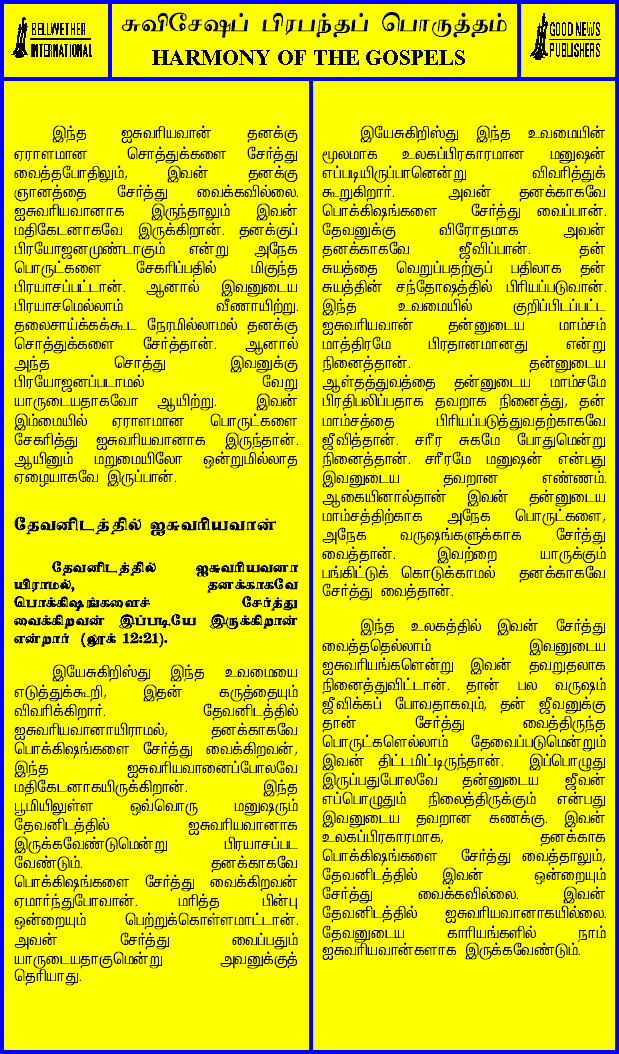 BELLWETHER
INTERNATIONAL
சுவிசேஷப் பிரபந்தப் பொருத்தம்
HARMONY OF THE GOSPELS
GOOD NEWS
PUBLISHERS
இந்த ஐசுவரியவான் தனக்கு
ஏராளமான சொத்துக்களை சேர்த்து
வைத்தபோதிலும், இவன் தனக்கு
ஞானத்தை சேர்த்து வைக்கவில்லை.
ஐசுவரியவானாக இருந்தாலும் இவன்
மதிகேடனாகவே இருக்கிறான். தனக்குப்
பிரயோஜனமுண்டாகும் என்று அநேக
பொருட்களை சேகரிப்பதில் மிகுந்த
பிரயாசப்பட்டான். ஆனால் இவனுடைய
பிரயாசமெல்லாம் வீணாயிற்று.
தலைசாய்க்கக்கூட நேரமில்லாமல் தனக்கு
சொத்துக்களை சேர்த்தான். ஆனால்
அந்த சொத்து இவனுக்கு
பிரயோஜனப்படாமல் வேறு
யாருடையதாகவோ ஆயிற்று. இவன்
இம்மையில் ஏராளமான பொருட்களை
சேகரித்து ஐசுவரியவானாக இருந்தான்.
ஆயினும் மறுமையிலோ ஒன்றுமில்லாத
ஏழையாகவே இருப்பான்.
தேவனிடத்தில் ஐசுவரியவான்
தேவனிடத்தில் ஐசுவரியவனா
யிராமல், தனக்காகவே
பொக்கிஷங்களைச் சேர்த்து
வைக்கிறவன் இப்படியே இருக்கிறான்
என்றார் (லூக் 12:21).
இயேசுகிறிஸ்து இந்த உவமையை
எடுத்துக்கூறி, இதன் கருத்தையும்
விவரிக்கிறார். தேவனிடத்தில்
ஐசுவரியவானாயிராமல், தனக்காகவே
பொக்கிஷங்களை சேர்த்து வைக்கிறவன்,
இந்த ஐசுவரியவானைப்போலவே
மதிகேடனாகயிருக்கிறான். இந்த
பூமியிலுள்ள ஒவ்வொரு மனுஷரும்
தேவனிடத்தில் ஐசுவரியவானாக
இருக்கவேண்டுமென்று பிரயாசப்பட
வேண்டும். தனக்காகவே
பொக்கிஷங்களை சேர்த்து வைக்கிறவன்
ஏமார்ந்துபோவான். மரித்த பின்பு
ஒன்றையும் பெற்றுக்கொள்ளமாட்டான்.
அவன் சேர்த்து வைப்பதும்
யாருடையதாகுமென்று அவனுக்குத்
தெரியாது.
இயேசுகிறிஸ்து இந்த உவமையின்
மூலமாக உலகப்பிரகாரமான மனுஷன்
எப்படியிருப்பானென்று விவரித்துக்
கூறுகிறார். அவன் தனக்காகவே
பொக்கிஷங்களை சேர்த்து வைப்பான்.
தேவனுக்கு விரோதமாக அவன்
தனக்காகவே ஜீவிப்பான். தன்
சுயத்தை வெறுப்பதற்குப் பதிலாக தன்
சுயத்தின் சந்தோஷத்தில் பிரியப்படுவான்.
இந்த உவமையில் குறிப்பிடப்பட்ட
ஐசுவரியவான் தன்னுடைய மாம்சம்
மாத்திரமே பிரதானமானது என்று
நினைத்தான். தன்னுடைய
ஆள்தத்துவத்தை தன்னுடைய மாம்சமே
பிரதிபலிப்பதாக தவறாக நினைத்து, தன்
மாம்சத்தை பிரியப்படுத்துவதற்காகவே
ஜீவித்தான். சரீர சுகமே போதுமென்று
நினைத்தான். சரீரமே மனுஷன் என்பது
இவனுடைய தவறான எண்ணம்.
ஆகையினால்தான் இவன் தன்னுடைய
மாம்சத்திற்காக அநேக பொருட்களை,
அநேக வருஷங்களுக்காக சேர்த்து
வைத்தான். இவற்றை யாருக்கும்
பங்கிட்டுக் கொடுக்காமல் தனக்காகவே
சேர்த்து வைத்தான்.
இந்த உலகத்தில் இவன் சேர்த்து
வைத்ததெல்லாம் இவனுடைய
ஐசுவரியங்களென்று இவன் தவறுதலாக
நினைத்துவிட்டான். தான் பல வருஷம்
ஜீவிக்கப் போவதாகவும், தன் ஜீவனுக்கு
தான் சேர்த்து வைத்திருந்த
பொருட்களெல்லாம் தேவைப்படுமென்றும்
இவன் திட்டமிட்டிருந்தான். இப்பொழுது
இருப்பதுபோலவே தன்னுடைய ஜீவன்
எப்பொழுதும் நிலைத்திருக்கும் என்பது
இவனுடைய தவறான கணக்கு. இவன்
உலகப்பிரகாரமாக, தனக்காக
பொக்கிஷங்களை சேர்த்து வைத்தாலும்,
தேவனிடத்தில் இவன் ஒன்றையும்
சேர்த்து வைக்கவில்லை. இவன்
தேவனிடத்தில் ஐசுவரியவானாகயில்லை.
தேவனுடைய காரியங்களில் நாம்
ஐசுவரியவான்களாக இருக்கவேண்டும்.